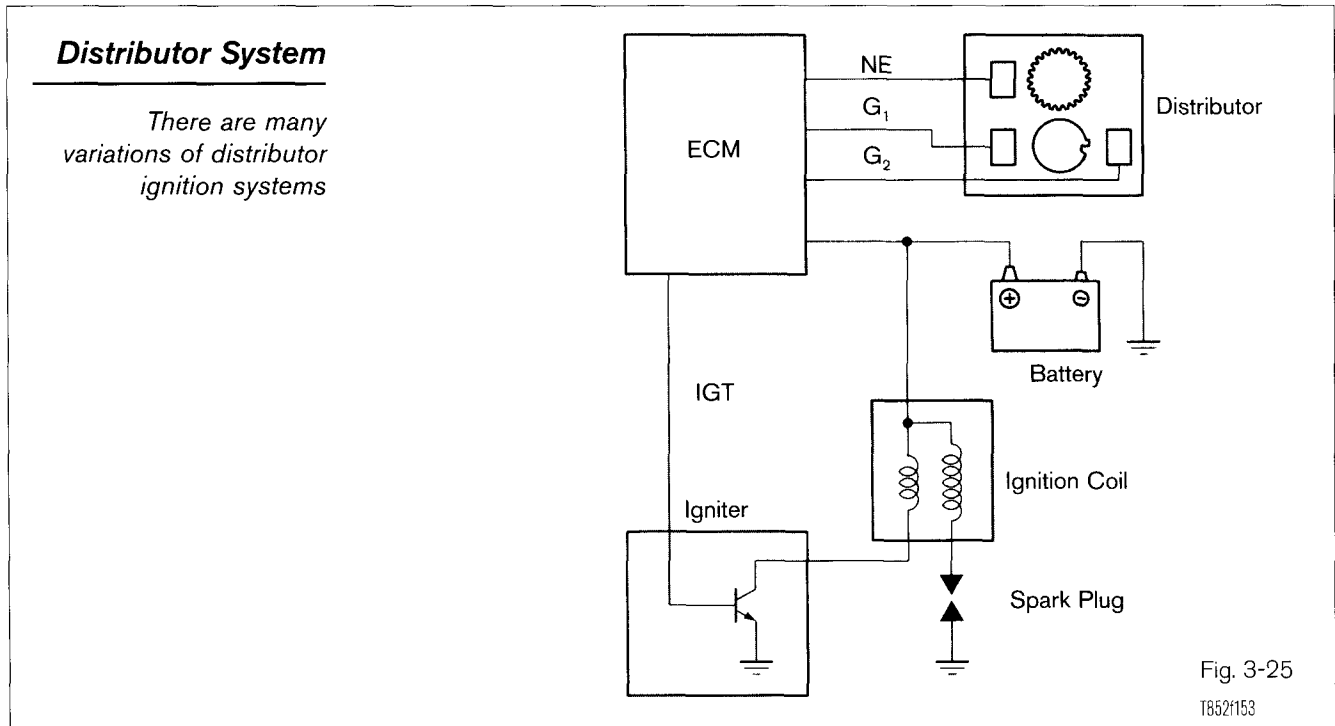 Distributor System
There are many
variations of distributor
ignition systems
NE
G₁
G₂
ECM
Distributor
+
-
Battery
IGT
Ignition Coil
Igniter
Spark Plug
Fig. 3-25
T852f153